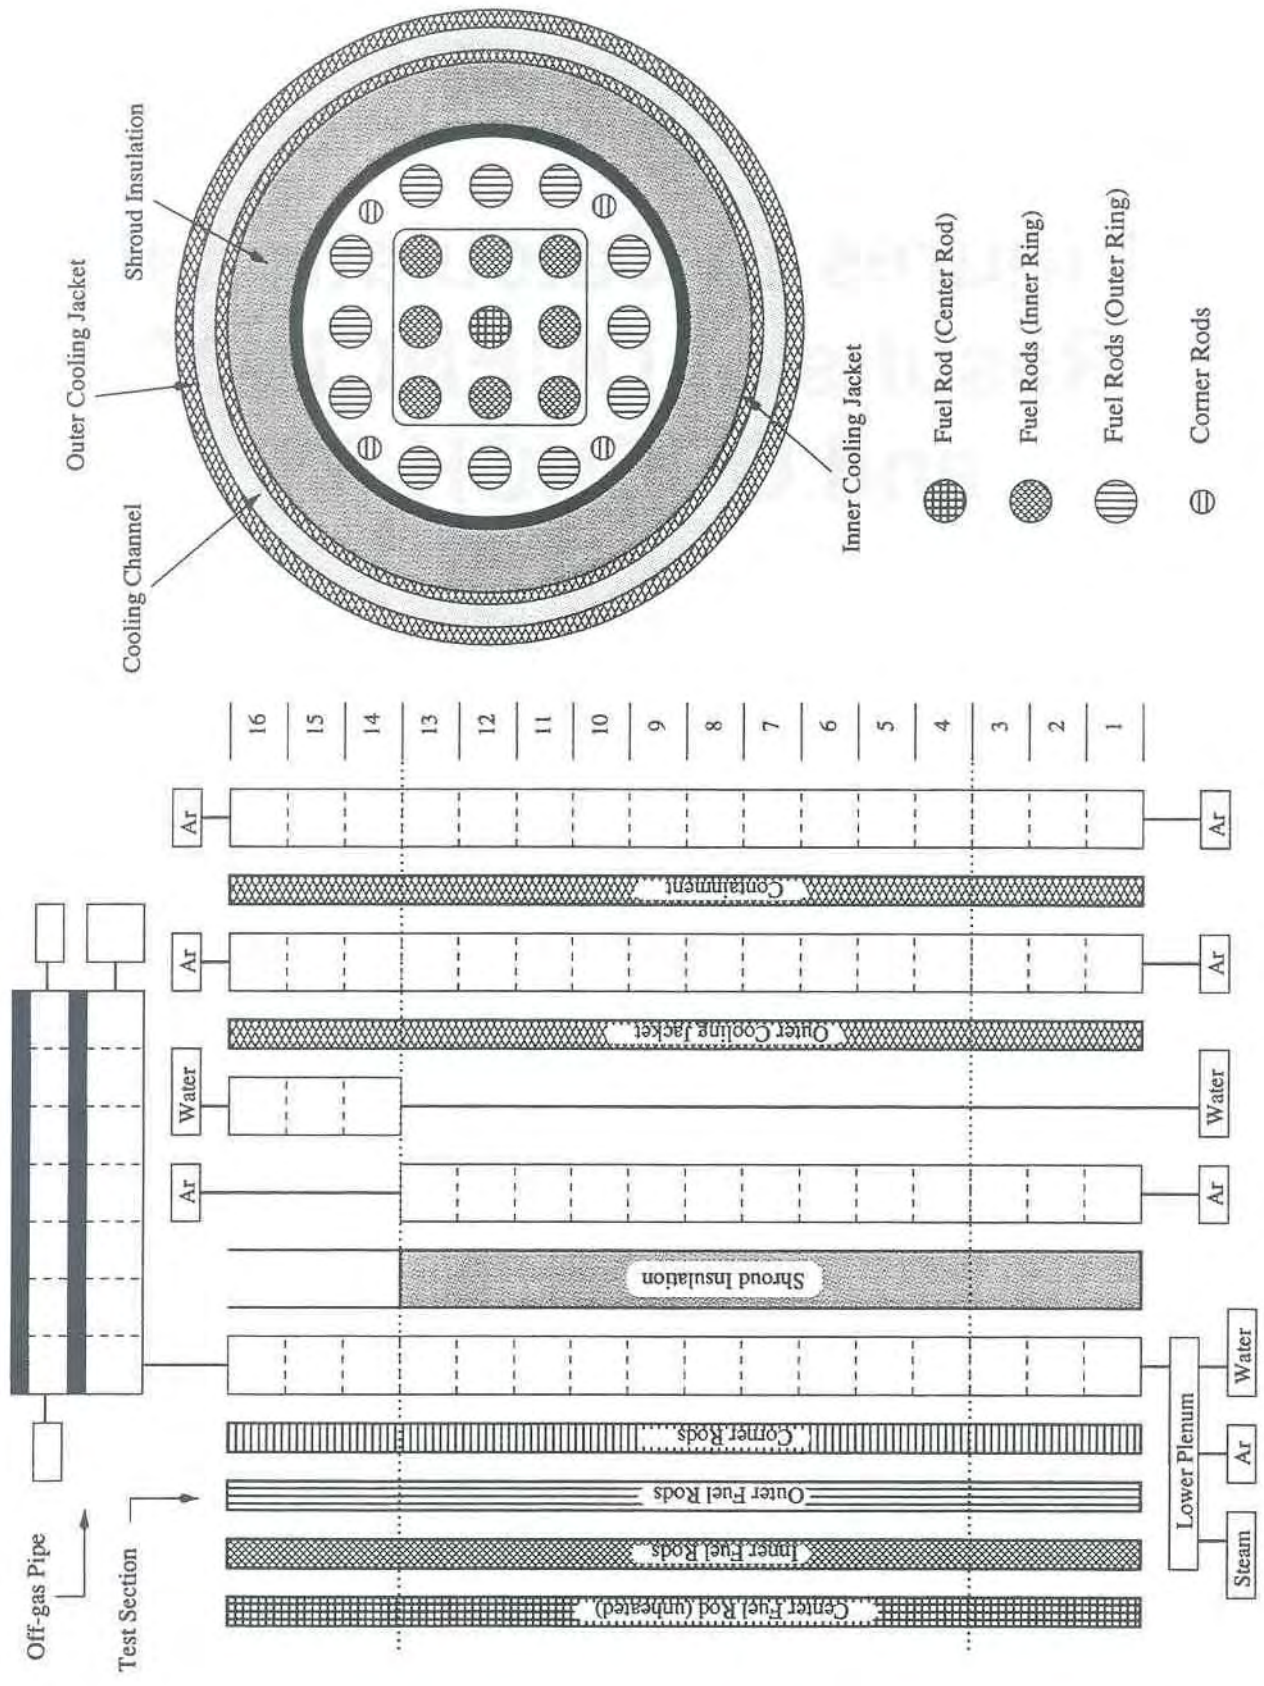 Off-gas Pipe
Test Section
Center Fuel Rod (unheated)
Inner Fuel Rods
Outer Fuel Rods
Corner Rods
Shroud Insulation
Outer Cooling Jacket
Containment
Ar
Water
Ar
Ar
16
15
14
13
12
11
10
9
8
7
6
5
4
3
2
1
Lower Plenum
Steam
Ar
Water
Ar
Water
Ar
Ar
Cooling Channel
Outer Cooling Jacket
Shroud Insulation
Inner Cooling Jacket
Fuel Rod (Center Rod)
Fuel Rods (Inner Ring)
Fuel Rods (Outer Ring)
Corner Rods